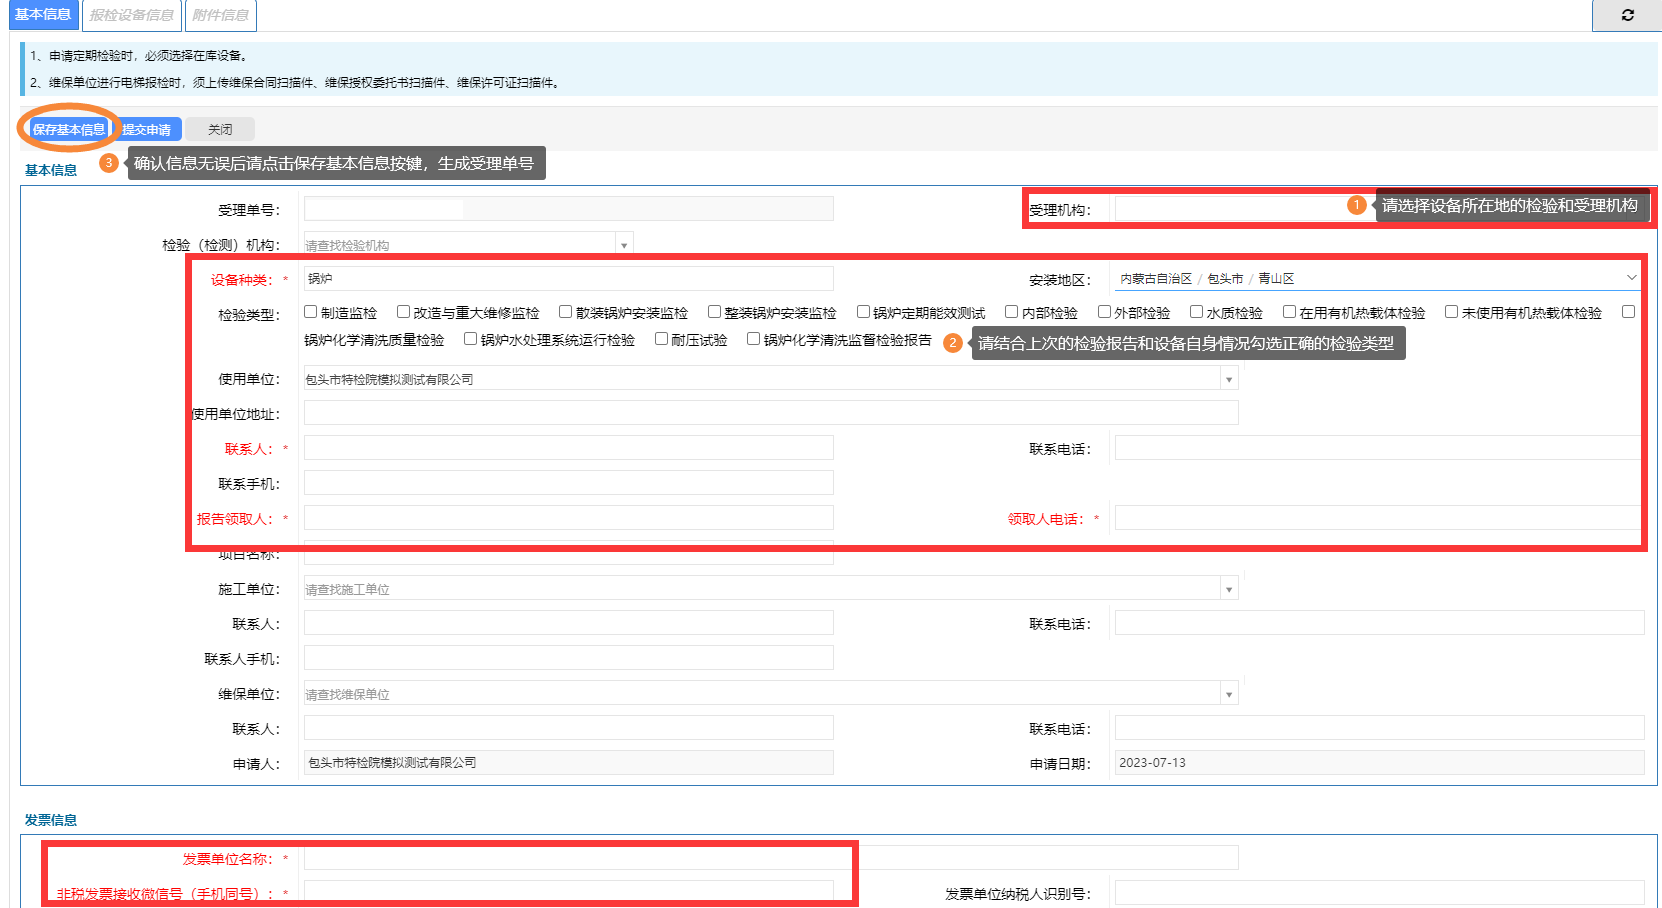 基本信息 报检设备信息 附件信息
1、申请定期检验时，必须选择在库设备。
2、维保单位进行电梯报检时，须上传维保合同扫描件、维保授权委托书扫描件、维保许可证扫描件。
保存基本信息 提交申请 关闭
基本信息 3 确认信息无误后请点击保存基本信息按键，生成受理单号
受理单号： 受理机构： 1 请选择设备所在地的检验和受理机构
检验（检测）机构： 请查找检验机构
设备种类：* 锅炉 安装地区： 内蒙古自治区 / 包头市 / 青山区
检验类型： 制造监检 改造与重大维修监检 散装锅炉安装监检 整装锅炉安装监检 锅炉定期能效测试 内部检验 外部检验 水质检验 在用有机热载体检验 未使用有机热载体检验
锅炉化学清洗质量检验 锅炉水处理系统运行检验 耐压试验 锅炉化学清洗监督检验报告 2 请结合上次的检验报告和设备自身情况勾选正确的检验类型
使用单位： 包头市特检院模拟测试有限公司
使用单位地址：
联系人：* 联系电话：
联系手机：
报告领取人：* 领取人电话：*
项目名称：
施工单位： 请查找施工单位
联系人： 联系电话：
联系人手机：
维保单位： 请查找维保单位
联系人： 联系电话：
申请人： 包头市特检院模拟测试有限公司 申请日期： 2023-07-13
发票信息
发票单位名称：*
非税发票接收微信号（手机同号）：* 发票单位纳税人识别号：